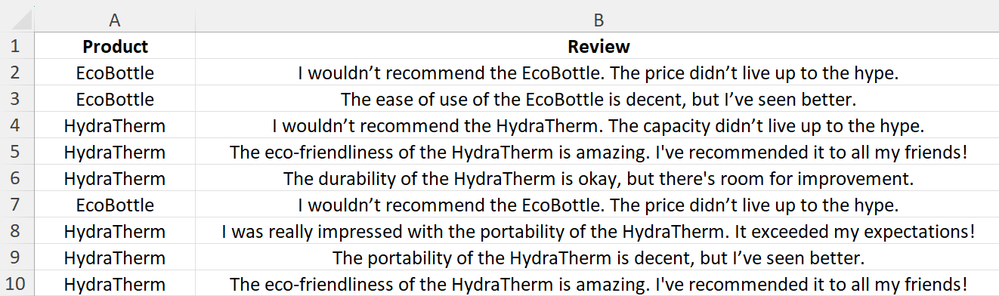 A B
1 Product Review
2 EcoBottle I wouldn’t recommend the EcoBottle. The price didn’t live up to the hype.
3 EcoBottle The ease of use of the EcoBottle is decent, but I’ve seen better.
4 HydraTherm I wouldn’t recommend the HydraTherm. The capacity didn’t live up to the hype.
5 HydraTherm The eco-friendliness of the HydraTherm is amazing. I've recommended it to all my friends!
6 HydraTherm The durability of the HydraTherm is okay, but there's room for improvement.
7 EcoBottle I wouldn’t recommend the EcoBottle. The price didn’t live up to the hype.
8 HydraTherm I was really impressed with the portability of the HydraTherm. It exceeded my expectations!
9 HydraTherm The portability of the HydraTherm is decent, but I’ve seen better.
10 HydraTherm The eco-friendliness of the HydraTherm is amazing. I've recommended it to all my friends!